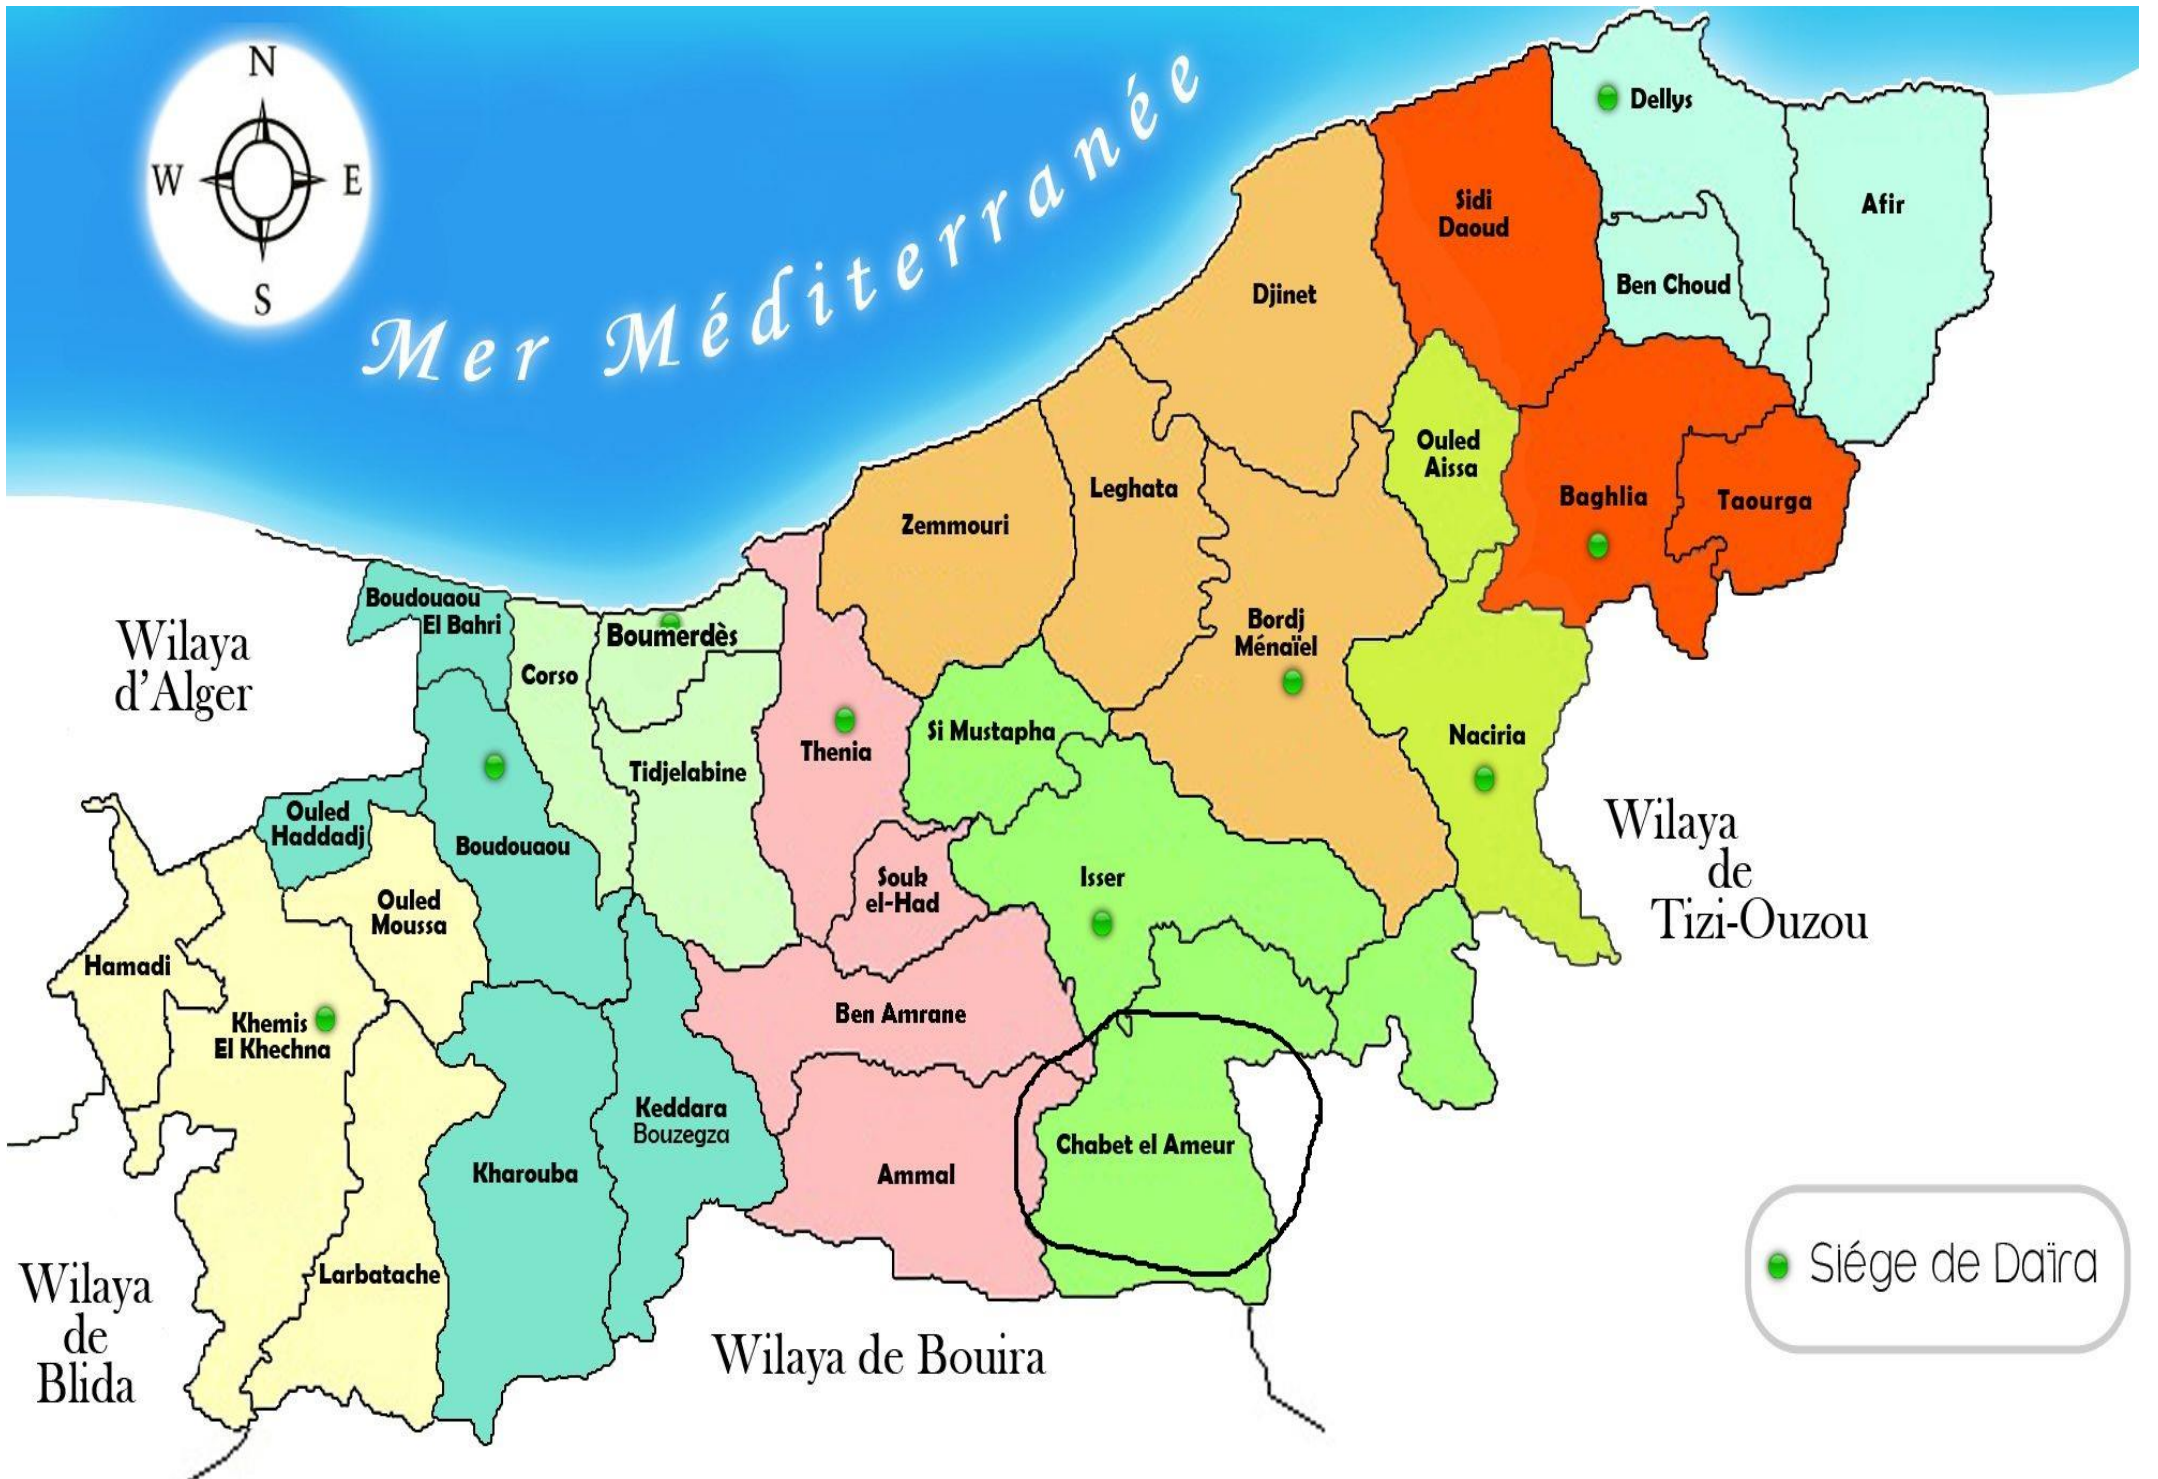 N
W
E
S
Mer Méditerranée
Dellys
Afir
Sidi
Daoud
Ben Choud
Djinet
Ouled
Aissa
Baghlia
Taourga
Leghata
Zemmouri
Bordj
Ménaïel
Boudouaou
El Bahri
Boumerdès
Corso
Wilaya
d'Alger
Si Mustapha
Thenia
Tidjelabine
Naciria
Ouled
Haddadj
Boudouaou
Wilaya
de
Tizi-Ouzou
Souk
el-Had
Isser
Ouled
Moussa
Hamadi
Khemis
El Khechna
Ben Amrane
Keddara
Bouzegza
Chabet el Ameur
Kharouba
Ammal
Larbatache
Wilaya
de
Blida
Wilaya de Bouira
Siége de Daïra